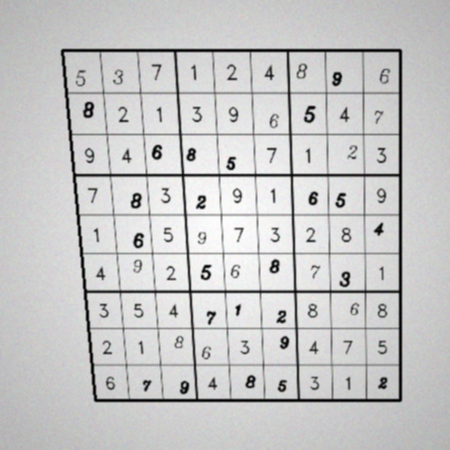 5 3 7 1 2 4 8 9 6
8 2 1 3 9 6 5 4 7
9 4 6 8 5 7 1 2 3
7 8 3 2 9 1 6 5 9
1 6 5 9 7 3 2 8 4
4 9 2 5 6 8 7 3 1
3 5 4 7 1 2 8 6 8
2 1 8 6 3 9 4 7 5
6 7 9 4 8 5 3 1 2